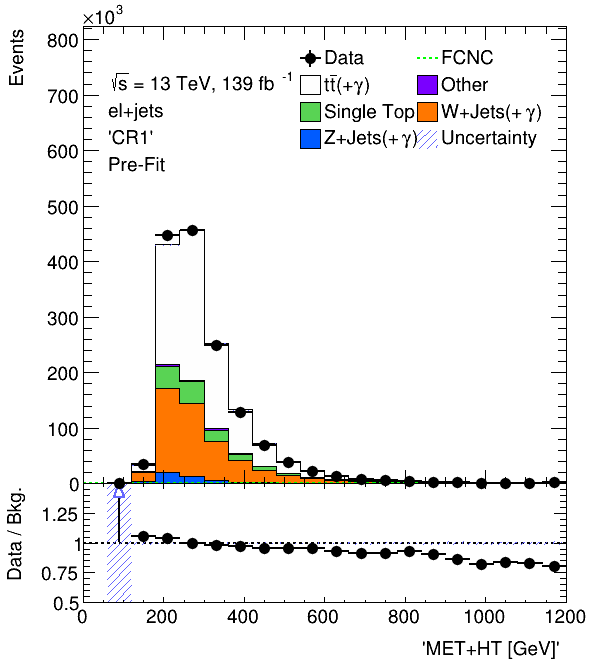 ×10³
Events
800
700
600
500
400
300
200
100
0
√s = 13 TeV, 139 fb⁻¹
el+jets
'CR1'
Pre-Fit
Data
FCNC
tt̄(+γ)
Other
Single Top
W+Jets(+γ)
Z+Jets(+γ)
Uncertainty
Data / Bkg.
1.25
1
0.75
0.5
0 200 400 600 800 1000 1200
'MET+HT [GeV]'